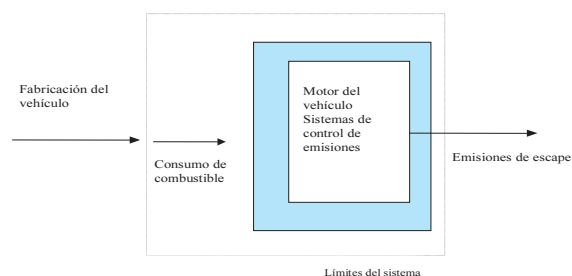 Fabricación del
vehículo
Motor del
vehículo
Sistemas de
control de
emisiones
Consumo de
combustible
Emisiones de escape
Límites del sistema